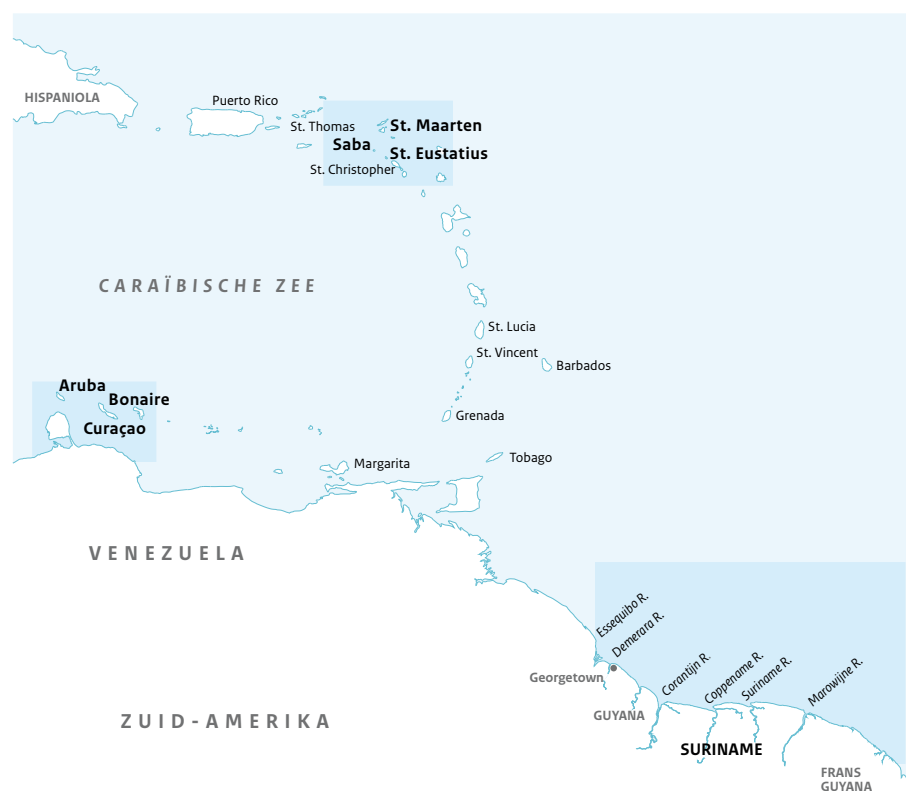 HISPANIOLA
Puerto Rico
St. Thomas
St. Maarten
Saba
St. Eustatius
St. Christopher
CARAÏBISCHE ZEE
St. Lucia
St. Vincent
Barbados
Aruba
Bonaire
Grenada
Curaçao
Tobago
Margarita
VENEZUELA
Essequibo R.
Demerara R.
Georgetown
Corantijn R.
Coppename R.
Suriname R.
Marowijne R.
GUYANA
ZUID-AMERIKA
SURINAME
FRANS
GUYANA